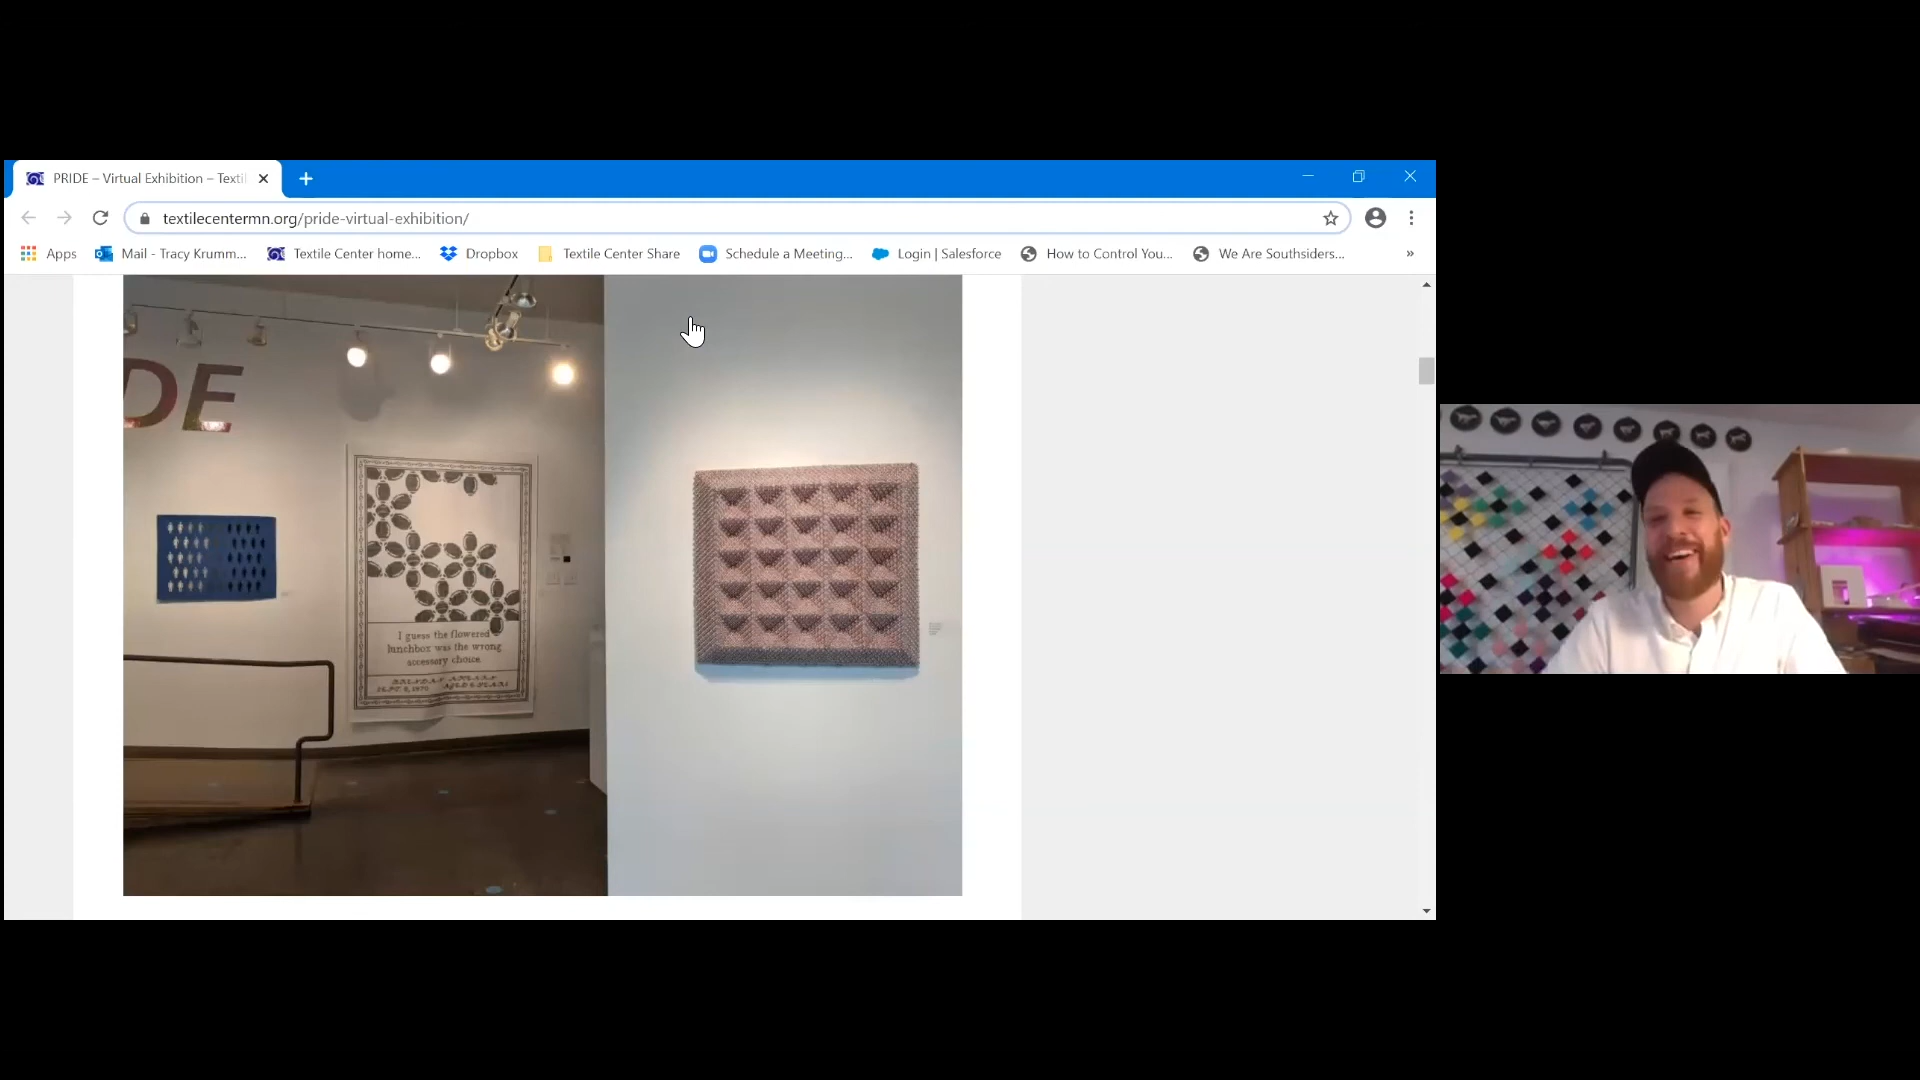 PRIDE – Virtual Exhibition – Texti
textilecentermn.org/pride-virtual-exhibition/
Apps
Mail - Tracy Krumm...
Textile Center home...
Dropbox
Textile Center Share
Schedule a Meeting...
Login | Salesforce
How to Control You...
We Are Southsiders...
»
DE
I guess the flowered
lunchbox was the wrong
accessory choice.